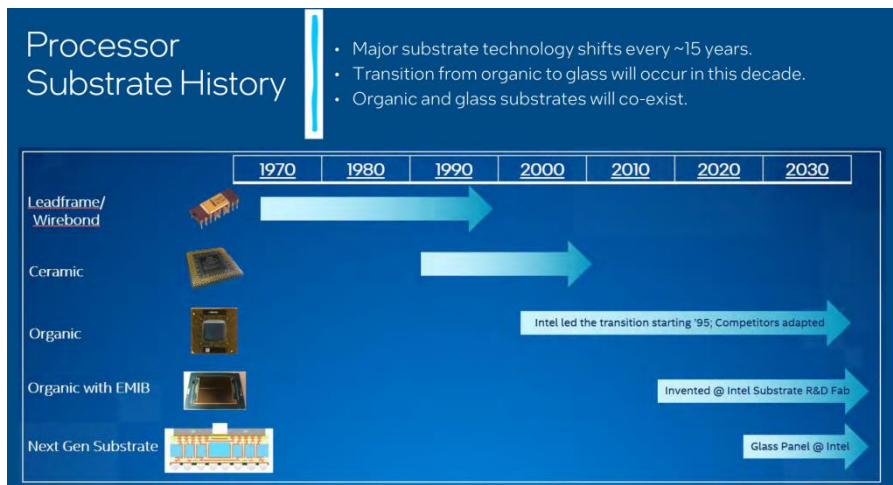 Processor
Substrate History
• Major substrate technology shifts every ~15 years.
• Transition from organic to glass will occur in this decade.
• Organic and glass substrates will co-exist.
1970 1980 1990 2000 2010 2020 2030
Leadframe/
Wirebond
Ceramic
Organic
Intel led the transition starting '95; Competitors adapted
Organic with EMIB
Invented @ Intel Substrate R&D Fab
Next Gen Substrate
Glass Panel @ Intel